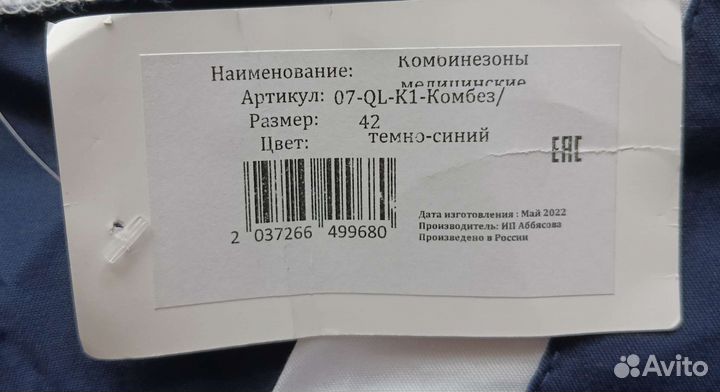 Наименование: Комбинезоны
медицинские
Артикул: 07-QL-K1-Комбез/
Размер: 42
Цвет: темно-синий
EAC
2 037266 499680
Дата изготовления : Май 2022
Производитель: ИП Аббясова
Произведено в России
Avito